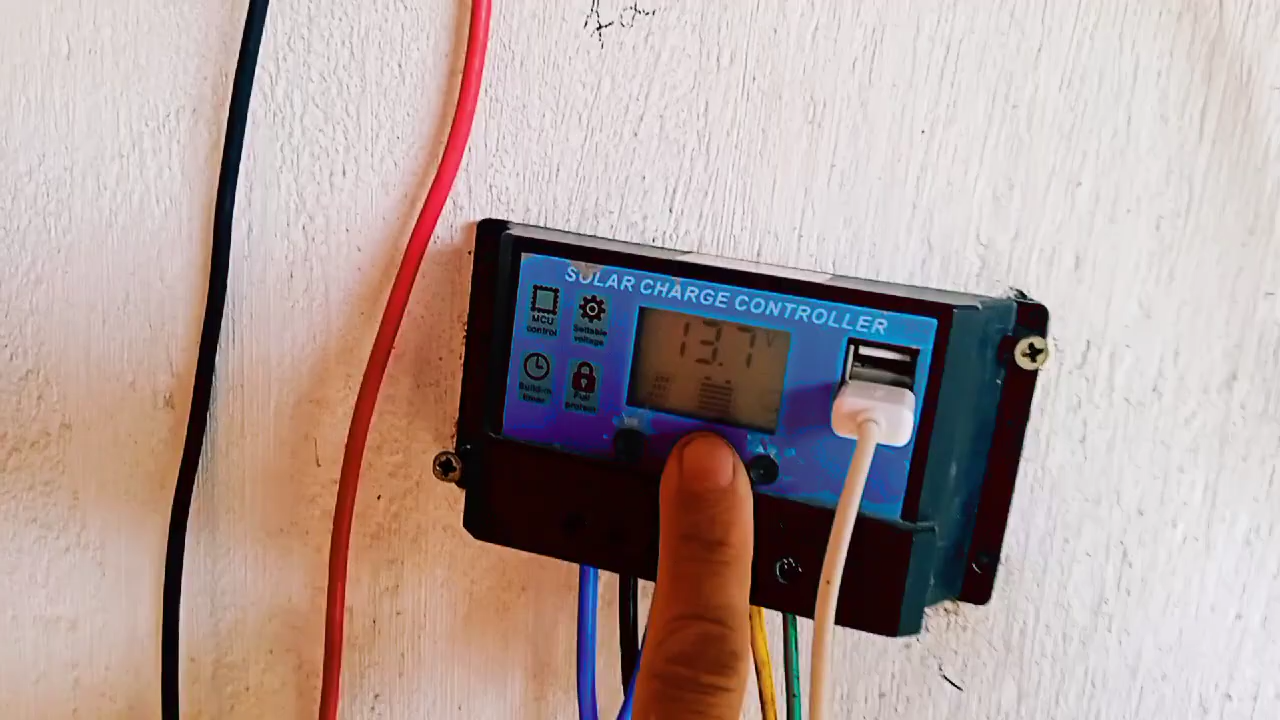 SOLAR CHARGE CONTROLLER
MCU
control
Settable
voltage
13.7 V
Build-in
timer
Full
protect